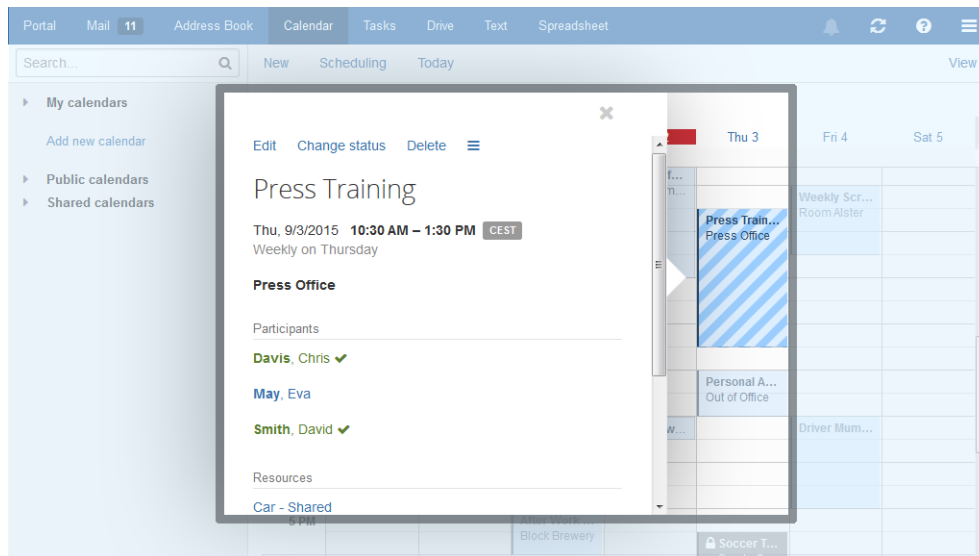 Portal Mail 11 Address Book Calendar Tasks Drive Text Spreadsheet
Search...
New Scheduling Today View
My calendars
Add new calendar
Public calendars
Shared calendars
Edit Change status Delete
Press Training
Thu, 9/3/2015 10:30 AM – 1:30 PM CEST
Weekly on Thursday
Press Office
Participants
Davis, Chris
May, Eva
Smith, David
Resources
Car - Shared
5 PM
Thu 3 Fri 4 Sat 5
Press Train...
Press Office
Weekly Scr...
Room Alster
Personal A...
Out of Office
Driver Mum...
After Work ...
Block Brewery
Soccer T...